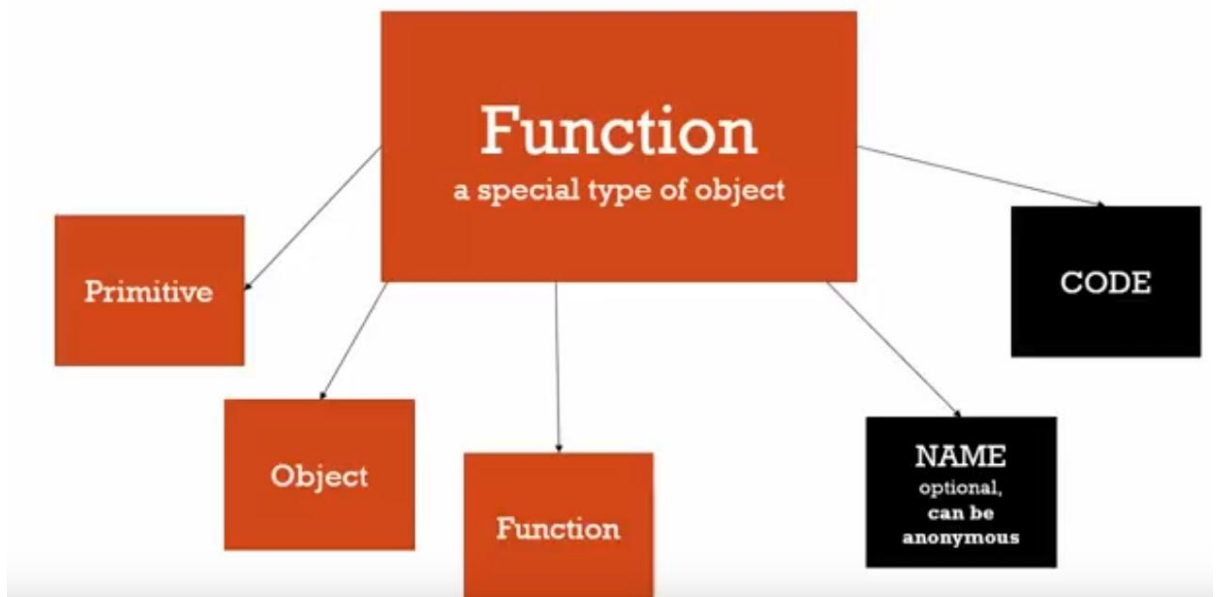 Function
a special type of object
Primitive
Object
Function
NAME
optional,
can be
anonymous
CODE